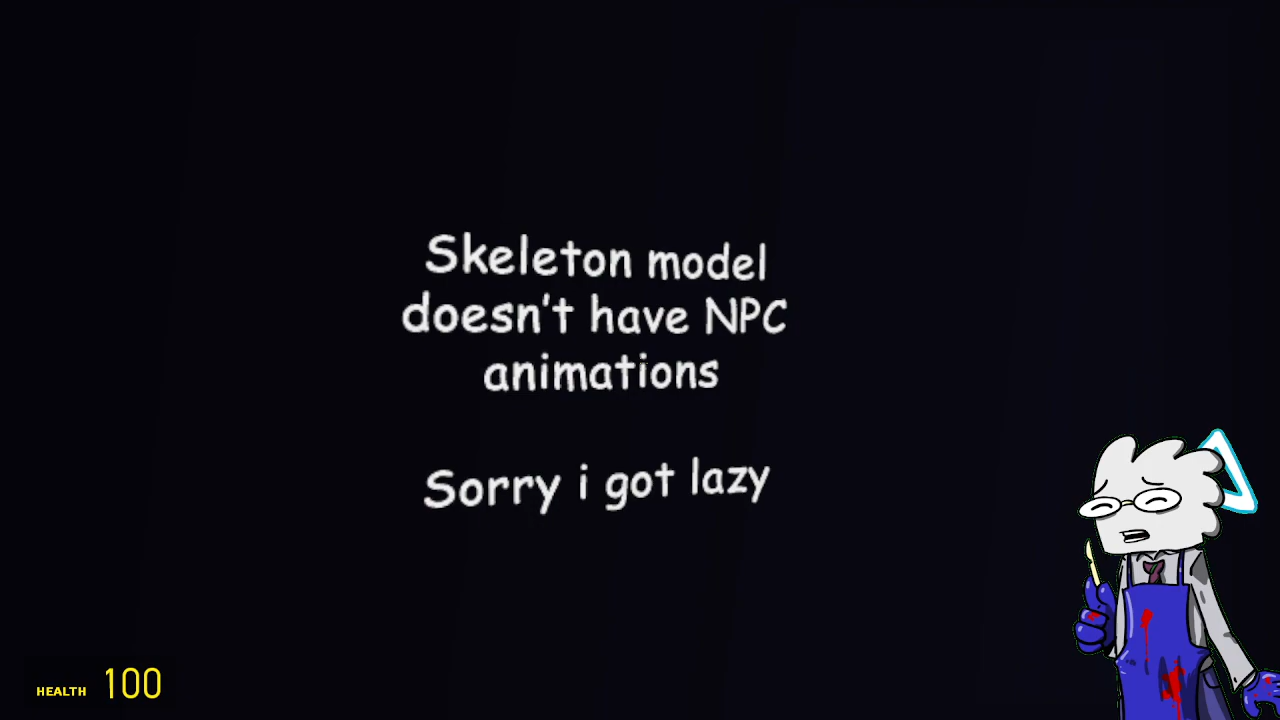 Skeleton model
doesn't have NPC
animations
Sorry i got lazy
HEALTH 100